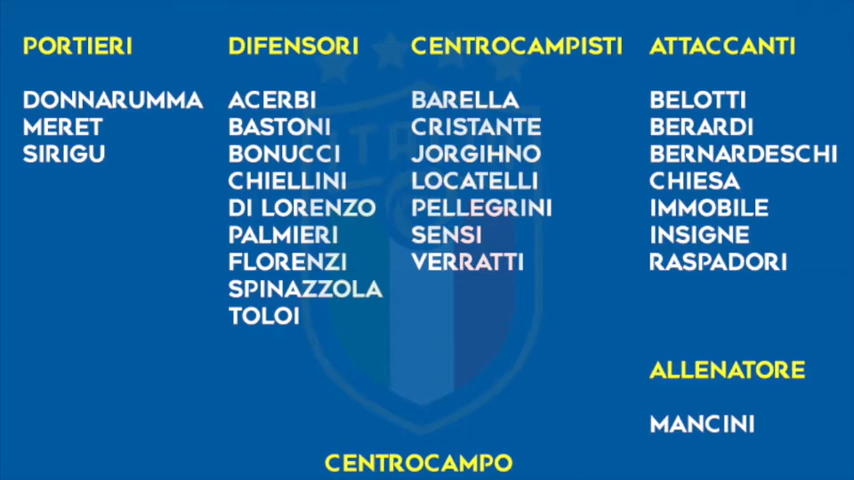 PORTIERI
DONNARUMMA
MERET
SIRIGU
DIFENSORI
ACERBI
BASTONI
BONUCCI
CHIELLINI
DI LORENZO
PALMIERI
FLORENZI
SPINAZZOLA
TOLOI
CENTROCAMPISTI
BARELLA
CRISTANTE
JORGIHNO
LOCATELLI
PELLEGRINI
SENSI
VERRATTI
ATTACCANTI
BELOTTI
BERARDI
BERNARDESCHI
CHIESA
IMMOBILE
INSIGNE
RASPADORI
ALLENATORE
MANCINI
CENTROCAMPO